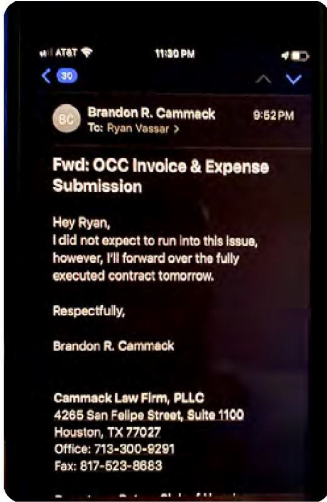 AT&T 11:30 PM
30
BC
Brandon R. Cammack 9:52 PM
To: Ryan Vassar >
Fwd: OCC Invoice & Expense
Submission
Hey Ryan,
I did not expect to run into this issue,
however, I'll forward over the fully
executed contract tomorrow.
Respectfully,
Brandon R. Cammack
Cammack Law Firm, PLLC
4265 San Felipe Street, Suite 1100
Houston, TX 77027
Office: 713-300-9291
Fax: 817-523-8683